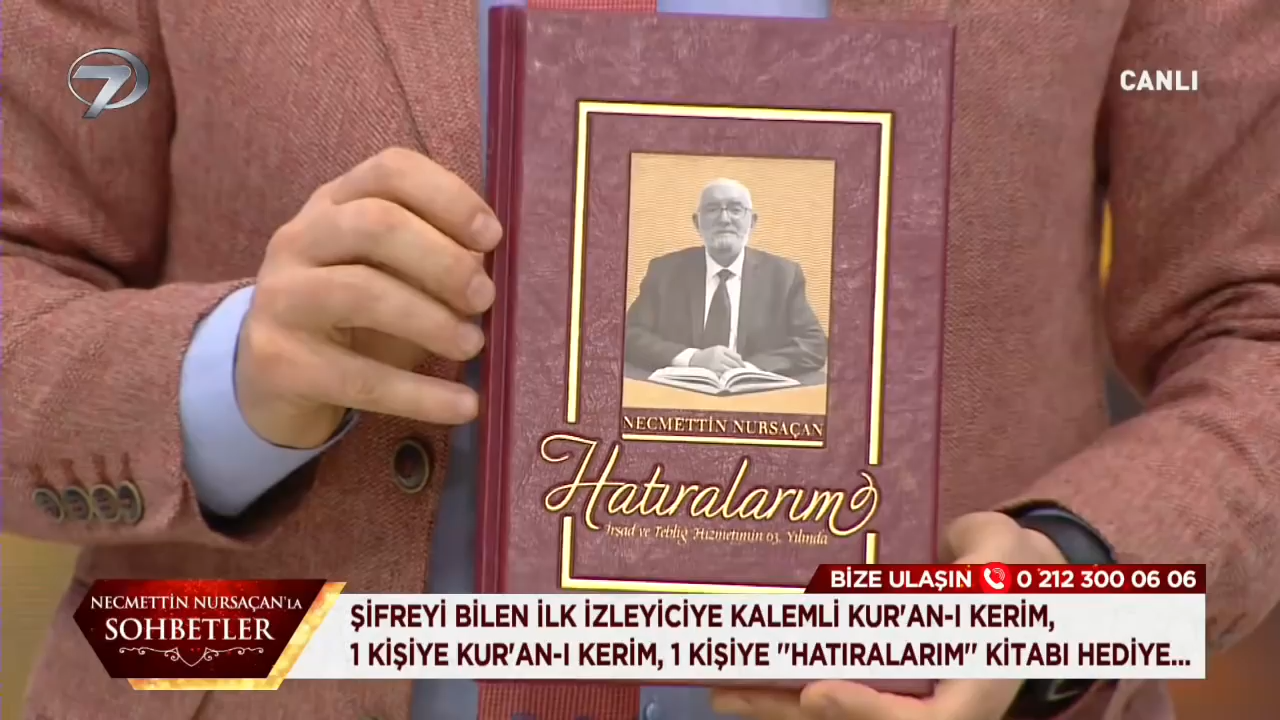 7
CANLI
NECMETTİN NURSAÇAN
Hatıralarım
İrşad ve Tebliğ Hizmetimin 63. Yılında
BİZE ULAŞIN 0 212 300 06 06
NECMETTİN NURSAÇAN'LA
SOHBETLER
ŞİFREYİ BİLEN İLK İZLEYİCİYE KALEMLİ KUR'AN-I KERİM,
1 KİŞİYE KUR'AN-I KERİM, 1 KİŞİYE "HATIRALARIM" KİTABI HEDİYE...